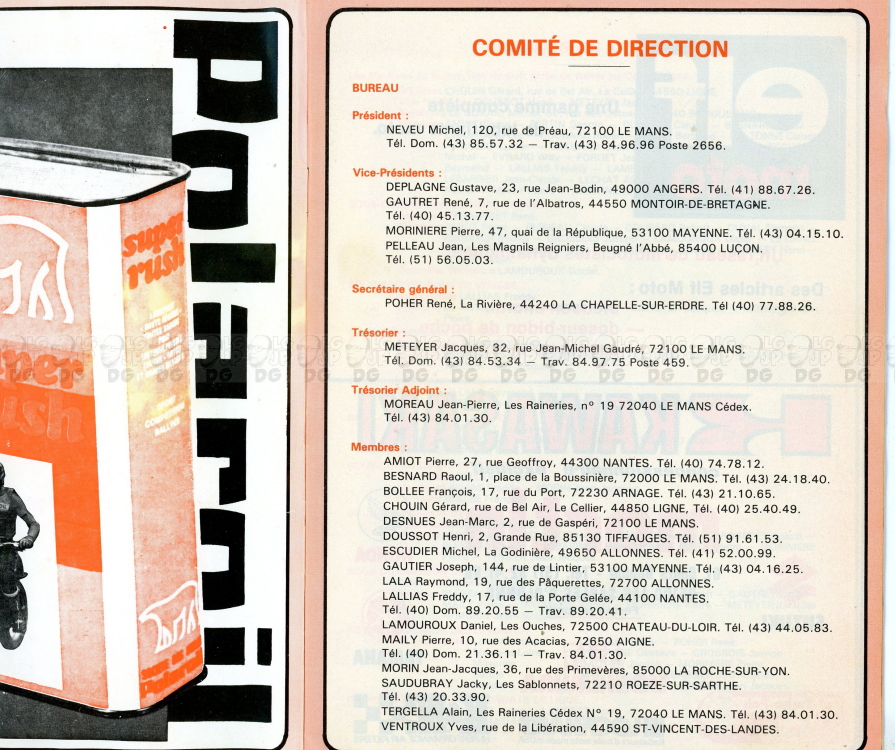 polaroil
super
rush
super
rush
COMITÉ DE DIRECTION
BUREAU
Président :
NEVEU Michel, 120, rue de Préau, 72100 LE MANS.
Tél. Dom. (43) 85.57.32 — Trav. (43) 84.96.96 Poste 2656.
Vice-Présidents :
DEPLAGNE Gustave, 23, rue Jean-Bodin, 49000 ANGERS. Tél. (41) 88.67.26.
GAUTRET René, 7, rue de l'Albatros, 44550 MONTOIR-DE-BRETAGNE.
Tél. (40) 45.13.77.
MORINIERE Pierre, 47, quai de la République, 53100 MAYENNE. Tél. (43) 04.15.10.
PELLEAU Jean, Les Magnils Reigniers, Beugné l'Abbé, 85400 LUÇON.
Tél. (51) 56.05.03.
Secrétaire général :
POHER René, La Rivière, 44240 LA CHAPELLE-SUR-ERDRE. Tél (40) 77.88.26.
Trésorier :
METEYER Jacques, 32, rue Jean-Michel Gaudré, 72100 LE MANS.
Tél. Dom. (43) 84.53.34 — Trav. 84.97.75 Poste 459.
Trésorier Adjoint :
MOREAU Jean-Pierre, Les Raineries, nº 19 72040 LE MANS Cédex.
Tél. (43) 84.01.30.
Membres :
AMIOT Pierre, 27, rue Geoffroy, 44300 NANTES. Tél. (40) 74.78.12.
BESNARD Raoul, 1, place de la Boussinière, 72000 LE MANS. Tél. (43) 24.18.40.
BOLLEE François, 17, rue du Port, 72230 ARNAGE. Tél. (43) 21.10.65.
CHOUIN Gérard, rue de Bel Air, Le Cellier, 44850 LIGNE, Tél. (40) 25.40.49.
DESNUES Jean-Marc, 2, rue de Gaspéri, 72100 LE MANS.
DOUSSOT Henri, 2, Grande Rue, 85130 TIFFAUGES. Tél. (51) 91.61.53.
ESCUDIER Michel, La Godinière, 49650 ALLONNES. Tél. (41) 52.00.99.
GAUTIER Joseph, 144, rue de Lintier, 53100 MAYENNE. Tél. (43) 04.16.25.
LALA Raymond, 19, rue des Pâquerettes, 72700 ALLONNES.
LALLIAS Freddy, 17, rue de la Porte Gelée, 44100 NANTES.
Tél. (40) Dom. 89.20.55 — Trav. 89.20.41.
LAMOUROUX Daniel, Les Ouches, 72500 CHATEAU-DU-LOIR. Tél. (43) 44.05.83.
MAILY Pierre, 10, rue des Acacias, 72650 AIGNE.
Tél. (40) Dom. 21.36.11 — Trav. 84.01.30.
MORIN Jean-Jacques, 36, rue des Primevères, 85000 LA ROCHE-SUR-YON.
SAUDUBRAY Jacky, Les Sablonnets, 72210 ROEZE-SUR-SARTHE.
Tél. (43) 20.33.90.
TERGELLA Alain, Les Raineries Cédex Nº 19, 72040 LE MANS. Tél. (43) 84.01.30.
VENTROUX Yves, rue de la Libération, 44590 ST-VINCENT-DES-LANDES.